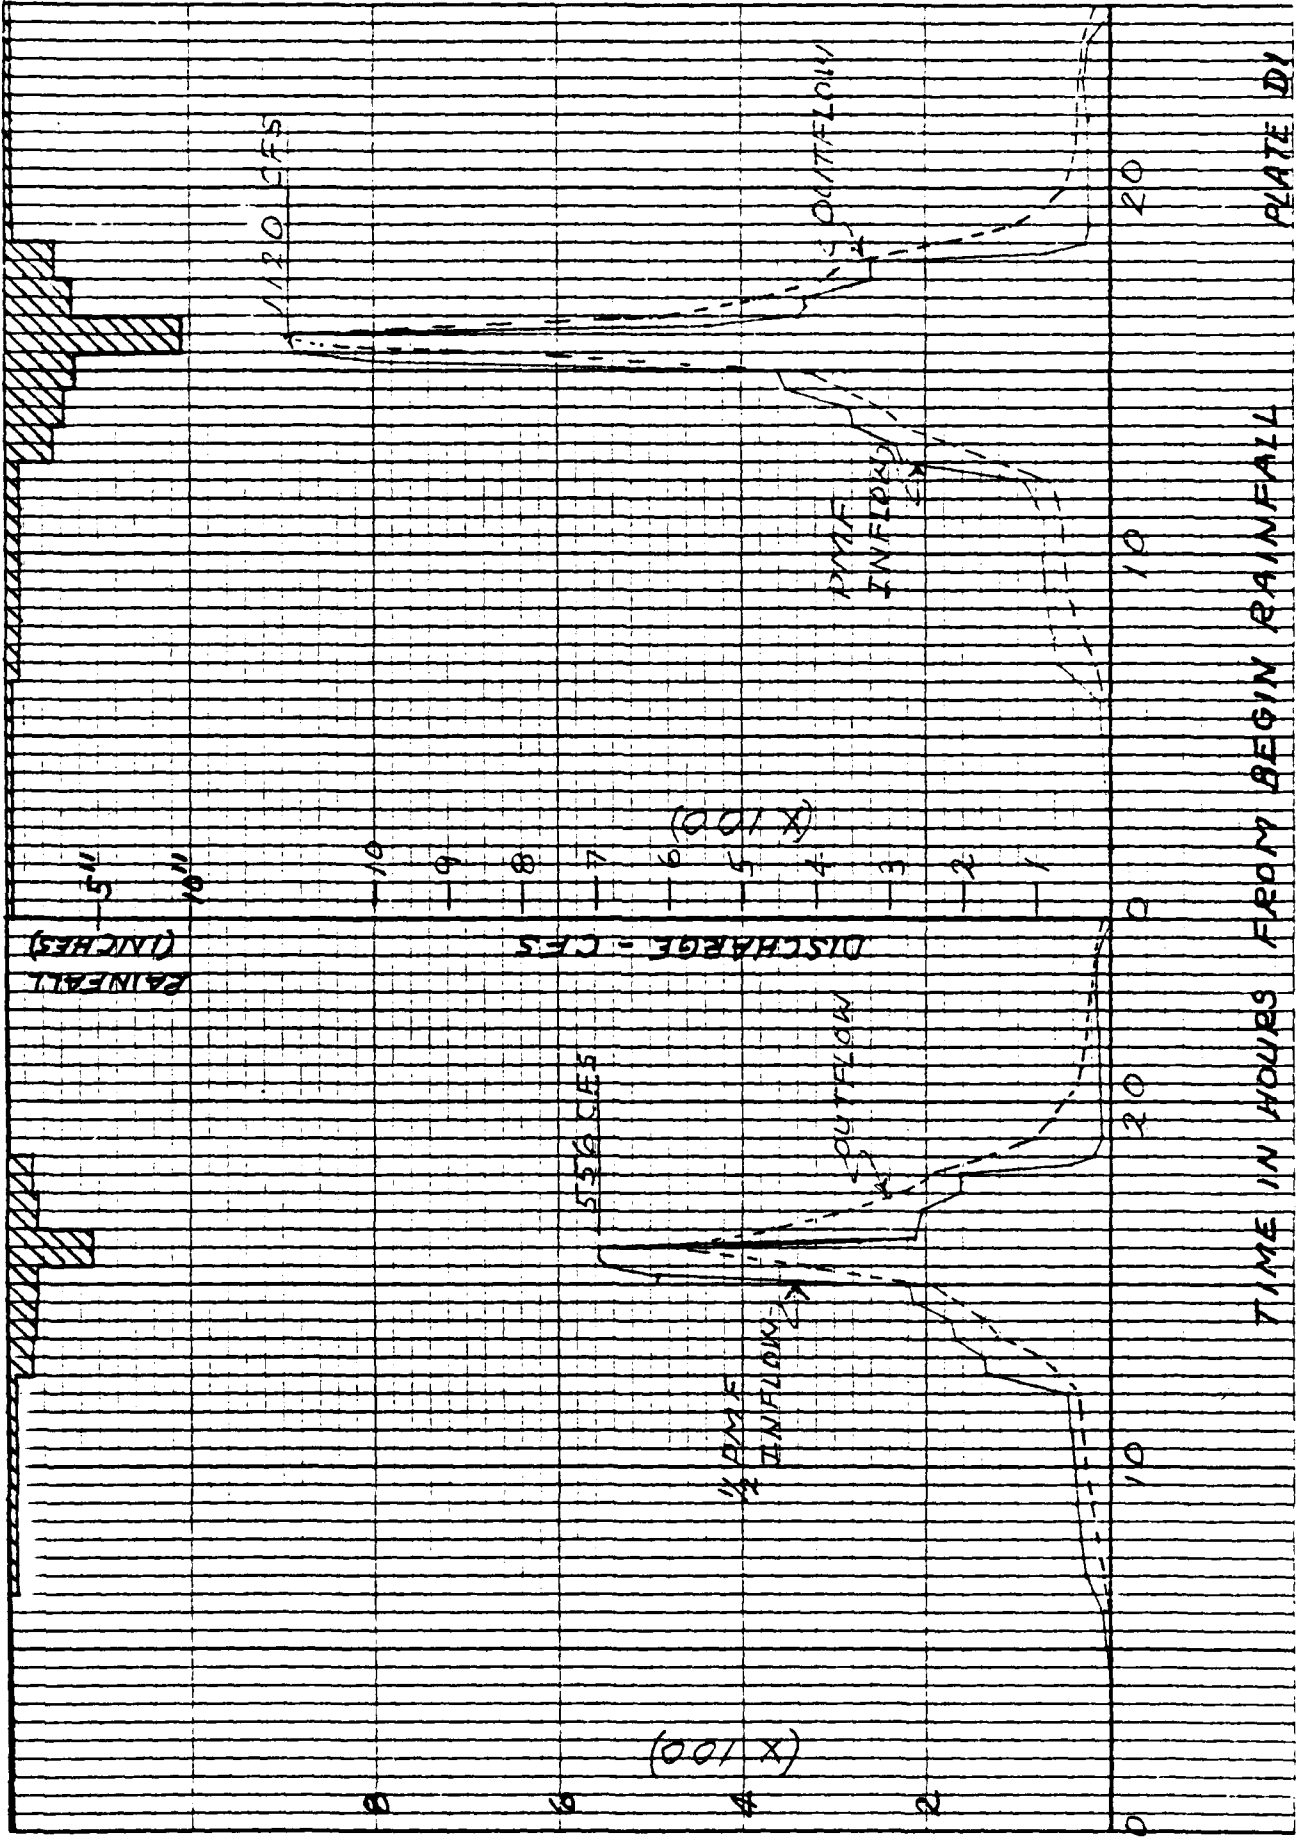 RAINFALL
(INCHES)
5"
10"
1120 CFS
556 CFS
DISCHARGE - CFS
(X 100)
10
9
8
7
6
5
4
3
2
1
(X 100)
8
6
4
2
1/2 PMF
INFLOW
OUTFLOW
PMF
INFLOW
OUTFLOW
0
10
20
0
10
20
TIME IN HOURS FROM BEGIN RAINFALL
PLATE D1